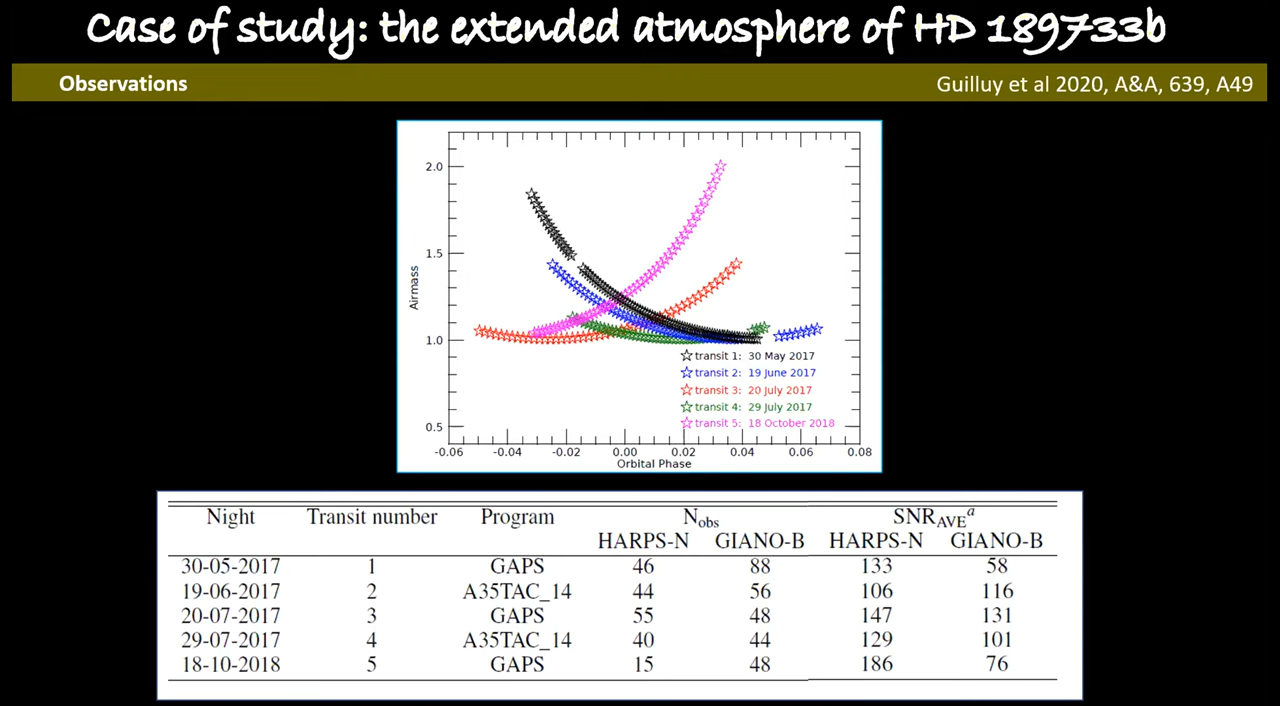 Case of study: the extended atmosphere of HD 189733b
Observations
Guilluy et al 2020, A&A, 639, A49
2.0
1.5
1.0
0.5
Airmass
transit 1: 30 May 2017
transit 2: 19 June 2017
transit 3: 20 July 2017
transit 4: 29 July 2017
transit 5: 18 October 2018
-0.06 -0.04 -0.02 0.00 0.02 0.04 0.06 0.08
Orbital Phase
Night Transit number Program Nobs SNRAVEa
HARPS-N GIANO-B HARPS-N GIANO-B
30-05-2017 1 GAPS 46 88 133 58
19-06-2017 2 A35TAC_14 44 56 106 116
20-07-2017 3 GAPS 55 48 147 131
29-07-2017 4 A35TAC_14 40 44 129 101
18-10-2018 5 GAPS 15 48 186 76